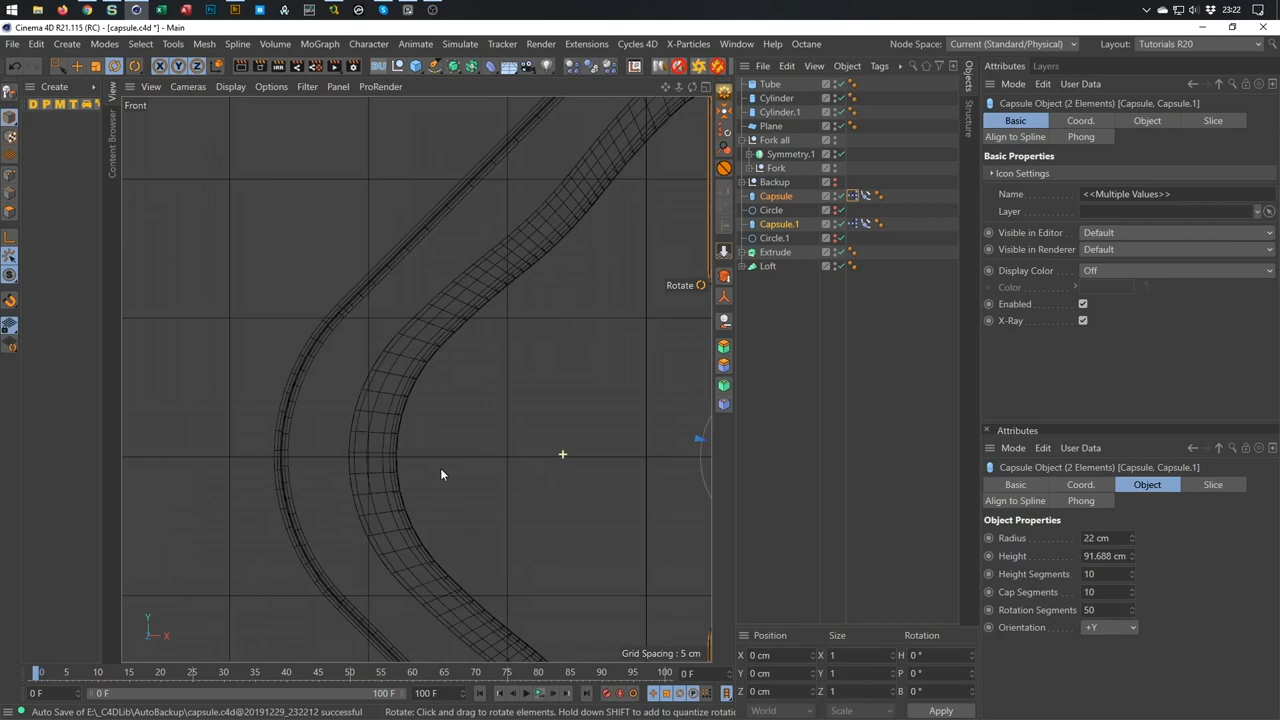 23:22
Cinema 4D R21.115 (RC) - [capsule.c4d *] - Main
File Edit Create Modes Select Tools Mesh Spline Volume MoGraph Character Animate Simulate Tracker Render Extensions Cycles 4D X-Particles Window Help Octane
Node Space: Current (Standard/Physical) Layout: Tutorials R20
X Y Z
File Edit View Object Tags
Attributes Layers
View Cameras Display Options Filter Panel ProRender
Create
Mode Edit User Data
Front
D P M T
View
Content Browser
Objects
Structure
Tube
Cylinder
Cylinder.1
Plane
Fork all
Symmetry.1
Fork
Backup
Capsule
Circle
Capsule.1
Circle.1
Extrude
Loft
Capsule Object (2 Elements) [Capsule, Capsule.1]
Basic Coord. Object Slice
Align to Spline Phong
Basic Properties
Icon Settings
Name <<Multiple Values>>
Layer
Visible in Editor Default
Visible in Renderer Default
Display Color Off
Color
Enabled
X-Ray
Rotate
Attributes
Mode Edit User Data
Capsule Object (2 Elements) [Capsule, Capsule.1]
Basic Coord. Object Slice
Align to Spline Phong
Object Properties
Radius 22 cm
Height 91.688 cm
Height Segments 10
Cap Segments 10
Rotation Segments 50
Orientation +Y
Y
Z X
Grid Spacing : 5 cm
Position Size Rotation
X 0 cm X 1 H 0 °
Y 0 cm Y 1 P 0 °
Z 0 cm Z 1 B 0 °
World Scale Apply
0 5 10 15 20 25 30 35 40 45 50 55 60 65 70 75 80 85 90 95 100 0 F
0 F 0 F 100 F 100 F
Auto Save of E:\_C4DLib\AutoBackup\capsule.c4d@20191229_232212 successful Rotate: Click and drag to rotate elements. Hold down SHIFT to add to quantize rotatio